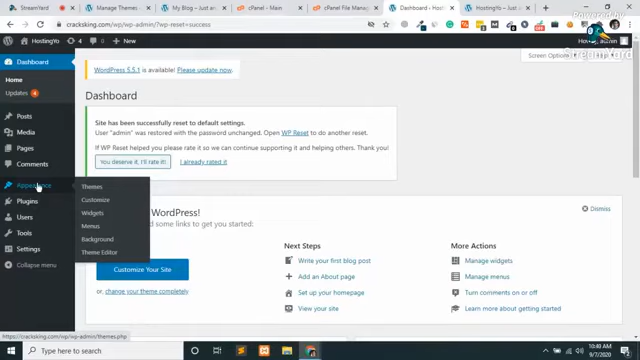 StreamYard
Manage Themes
My Blog – Just
cPanel - Main
cPanel File Man
Dashboard ‹ Host
HostingYo – Just
cracksking.com/wp/wp-admin/?wp-reset=success
Powered by
StreamYard
HostingYo
4
0
New
Screen Options
Dashboard
Home
Updates 4
Posts
Media
Pages
Comments
Appearance
Plugins
Users
Tools
Settings
Collapse menu
Themes
Customize
Widgets
Menus
Background
Theme Editor
WordPress 5.5.1 is available! Please update now.
Dashboard
Site has been successfully reset to default settings.
User "admin" was restored with the password unchanged. Open WP Reset to do another reset.
If WP Reset helped you please rate it so we can continue supporting it and helping others. Thank you!
You deserve it, I'll rate it!
I already rated it
WordPress!
d some links to get you started:
Dismiss
Customize Your Site
or, change your theme completely
Next Steps
Write your first blog post
Add an About page
Set up your homepage
View your site
More Actions
Manage widgets
Manage menus
Turn comments on or off
Learn more about getting started
https://cracksking.com/wp/wp-admin/themes.php
Type here to search
10:40 AM
9/7/2020